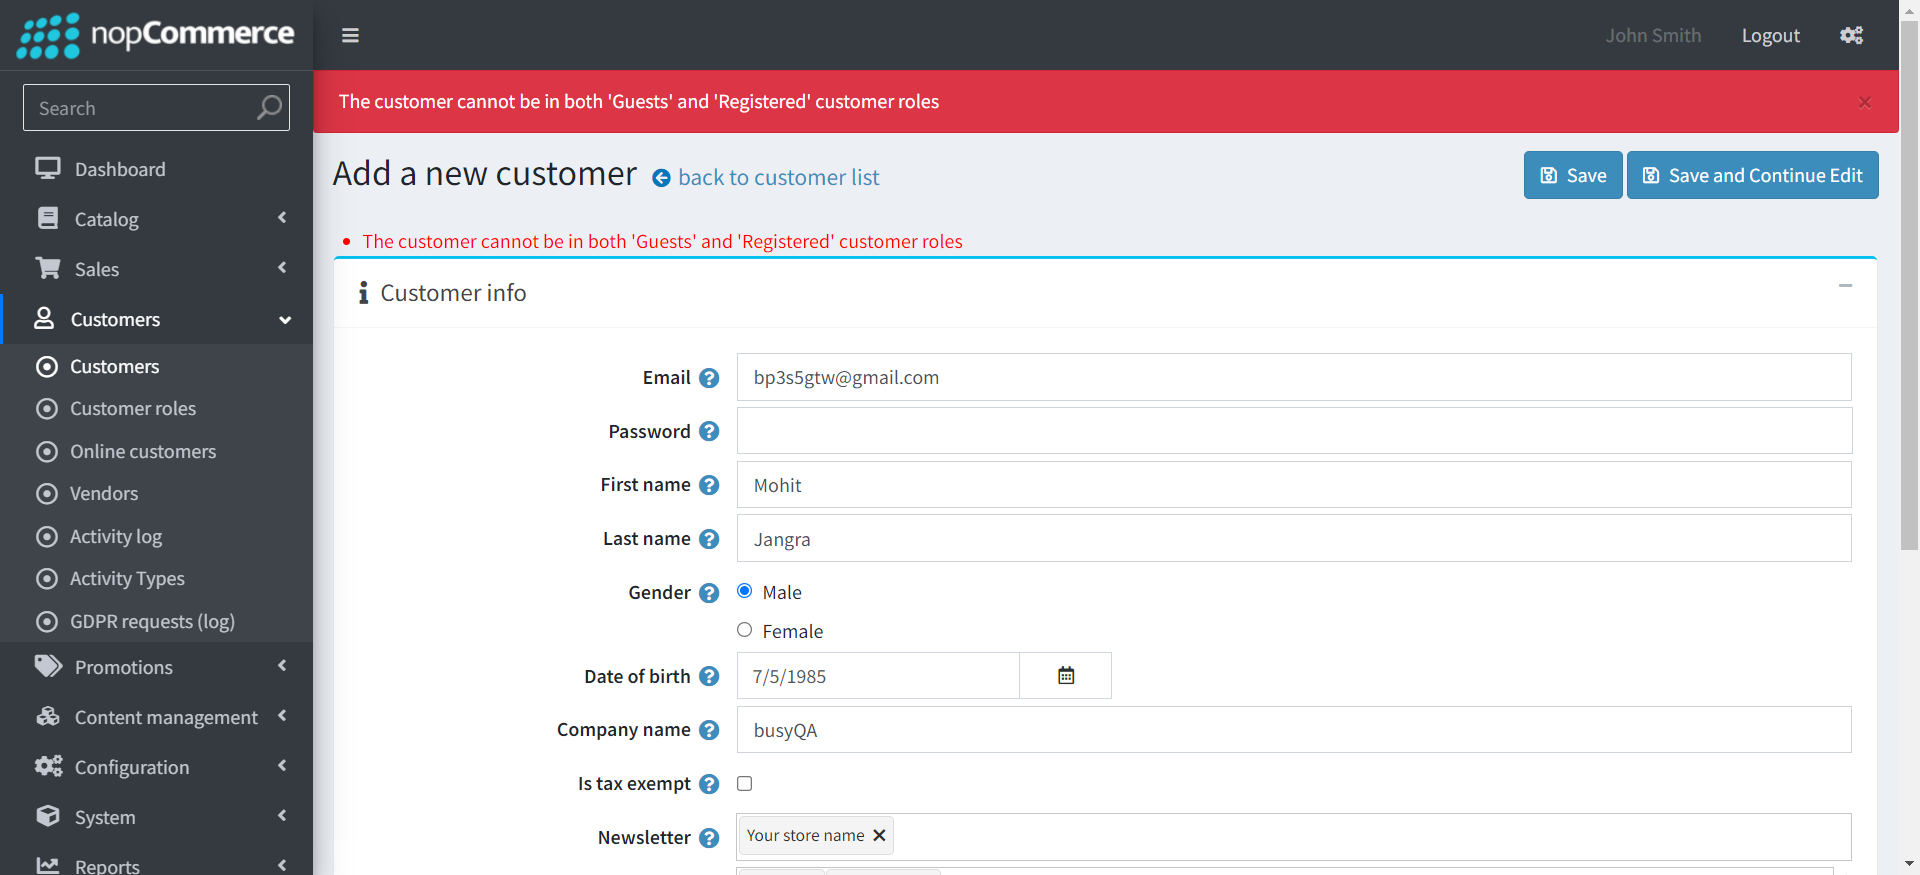 nopCommerce
John Smith
Logout
Search
The customer cannot be in both 'Guests' and 'Registered' customer roles
Add a new customer
back to customer list
Save
Save and Continue Edit
The customer cannot be in both 'Guests' and 'Registered' customer roles
Dashboard
Catalog
Sales
Customers
Customers
Customer roles
Online customers
Vendors
Activity log
Activity Types
GDPR requests (log)
Promotions
Content management
Configuration
System
Reports
Customer info
Email
bp3s5gtw@gmail.com
Password
First name
Mohit
Last name
Jangra
Gender
Male
Female
Date of birth
7/5/1985
Company name
busyQA
Is tax exempt
Newsletter
Your store name